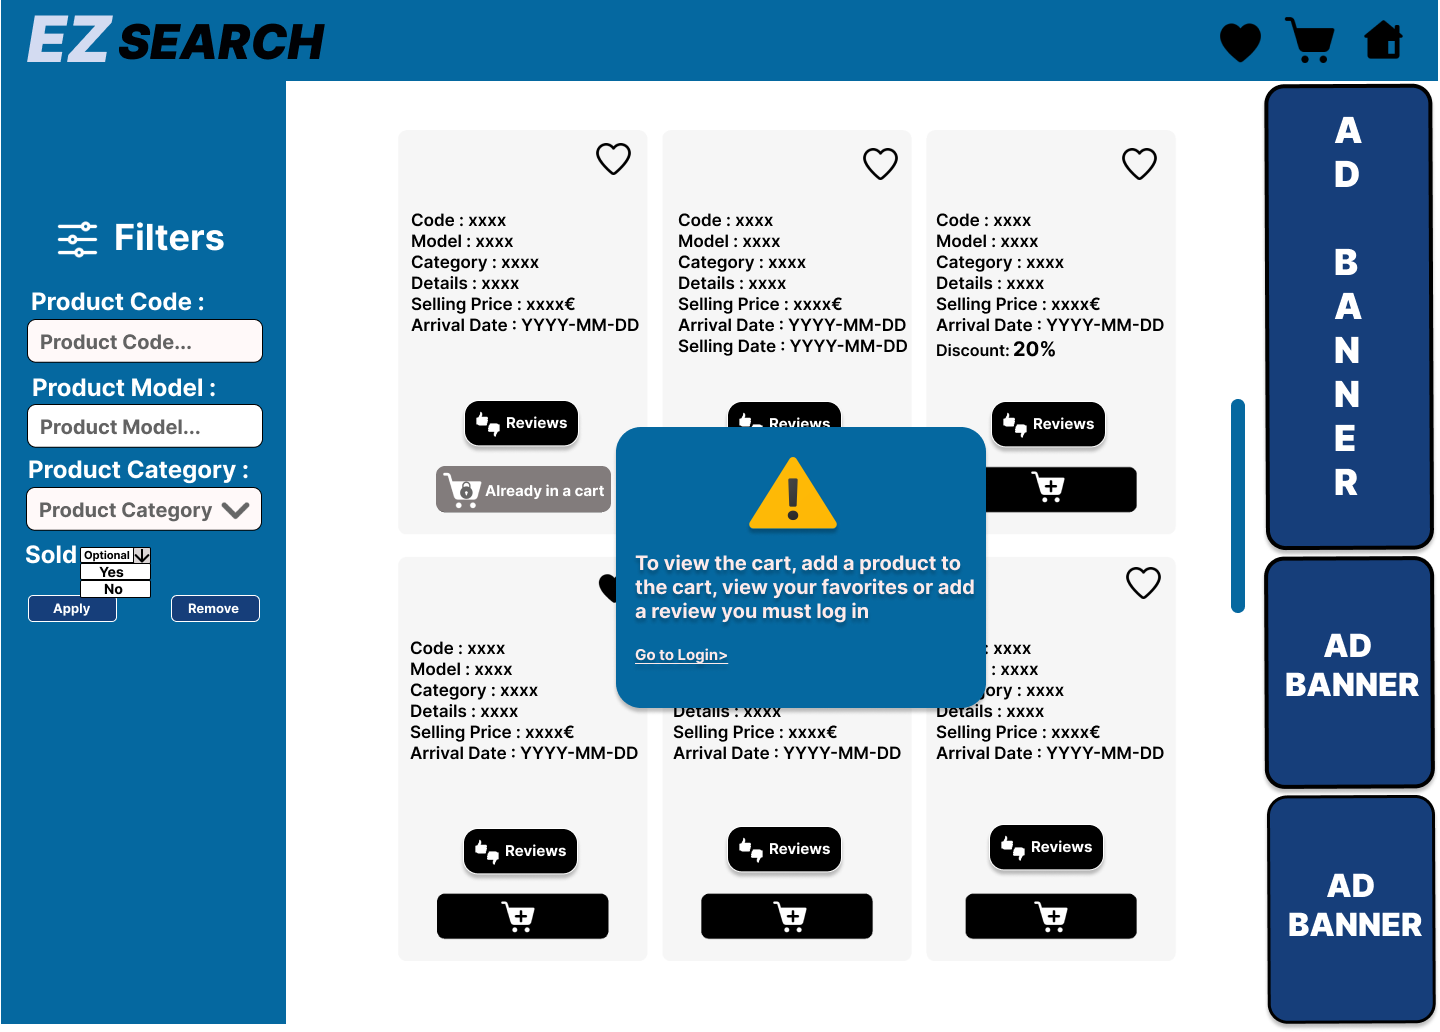 EZ SEARCH
Filters
Product Code :
Product Code...
Product Model :
Product Model...
Product Category :
Product Category
Sold
Optional
Yes
No
Apply
Remove
Code : xxxx
Model : xxxx
Category : xxxx
Details : xxxx
Selling Price : xxxx€
Arrival Date : YYYY-MM-DD
Reviews
Already in a cart
Code : xxxx
Model : xxxx
Category : xxxx
Details : xxxx
Selling Price : xxxx€
Arrival Date : YYYY-MM-DD
Selling Date : YYYY-MM-DD
Reviews
Code : xxxx
Model : xxxx
Category : xxxx
Details : xxxx
Selling Price : xxxx€
Arrival Date : YYYY-MM-DD
Discount: 20%
Reviews
To view the cart, add a product to
the cart, view your favorites or add
a review you must log in
Go to Login>
Code : xxxx
Model : xxxx
Category : xxxx
Details : xxxx
Selling Price : xxxx€
Arrival Date : YYYY-MM-DD
Reviews
Details : xxxx
Selling Price : xxxx€
Arrival Date : YYYY-MM-DD
Reviews
: xxxx
: xxxx
ory : xxxx
Details : xxxx
Selling Price : xxxx€
Arrival Date : YYYY-MM-DD
Reviews
AD BANNER
AD
BANNER
AD
BANNER